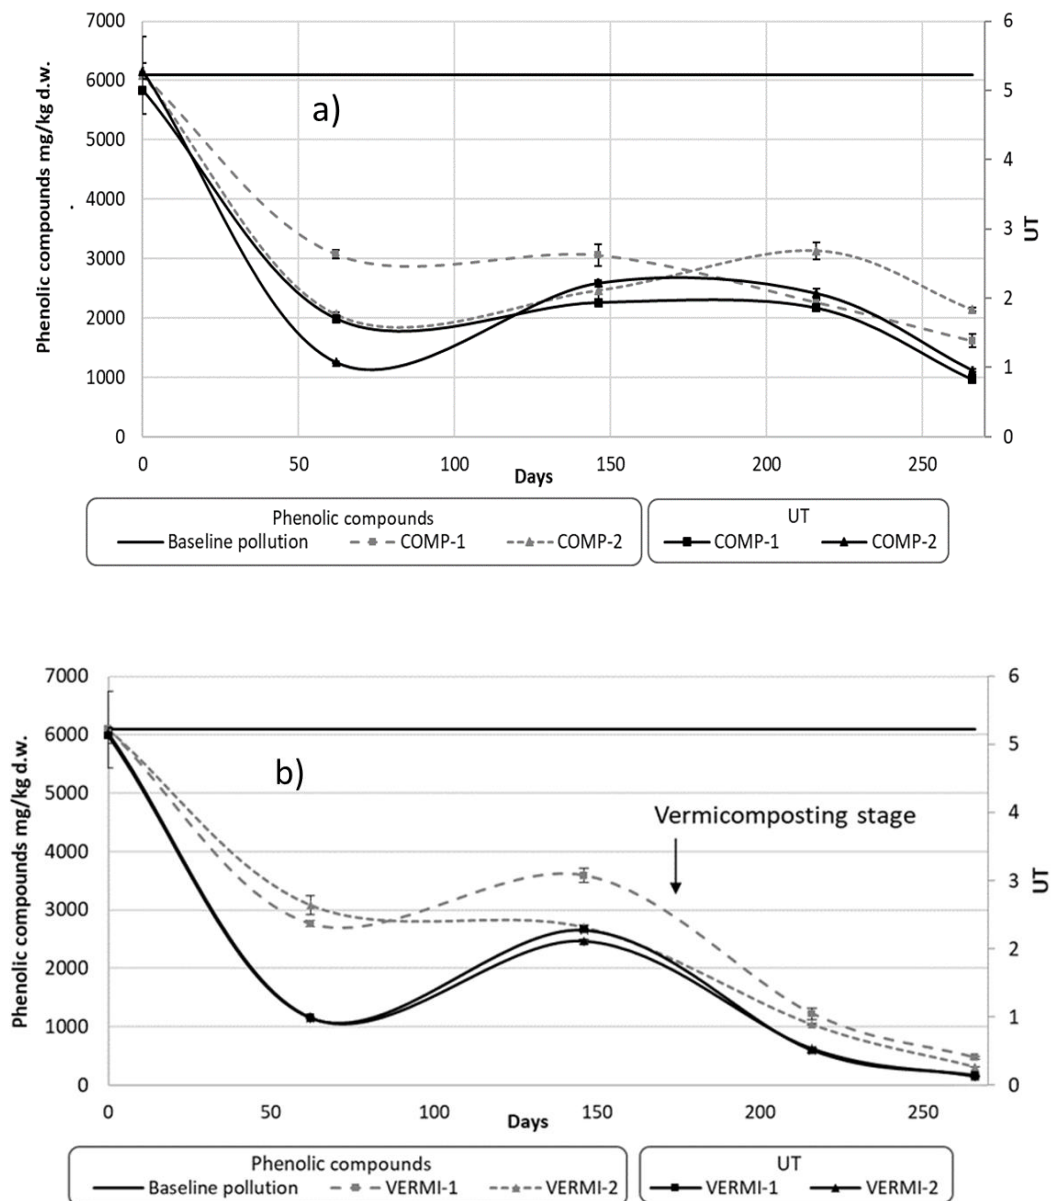 7000
6000
5000
4000
3000
2000
1000
0
Phenolic compounds mg/kg d.w.
a)
6
5
4
3
2
1
0
UT
0 50 100 150 200 250
Days
Phenolic compounds
Baseline pollution COMP-1 COMP-2
UT
COMP-1 COMP-2
7000
6000
5000
4000
3000
2000
1000
0
Phenolic compounds mg/kg d.w.
b)
Vermicomposting stage
6
5
4
3
2
1
0
UT
0 50 100 150 200 250
Days
Phenolic compounds
Baseline pollution VERMI-1 VERMI-2
UT
VERMI-1 VERMI-2